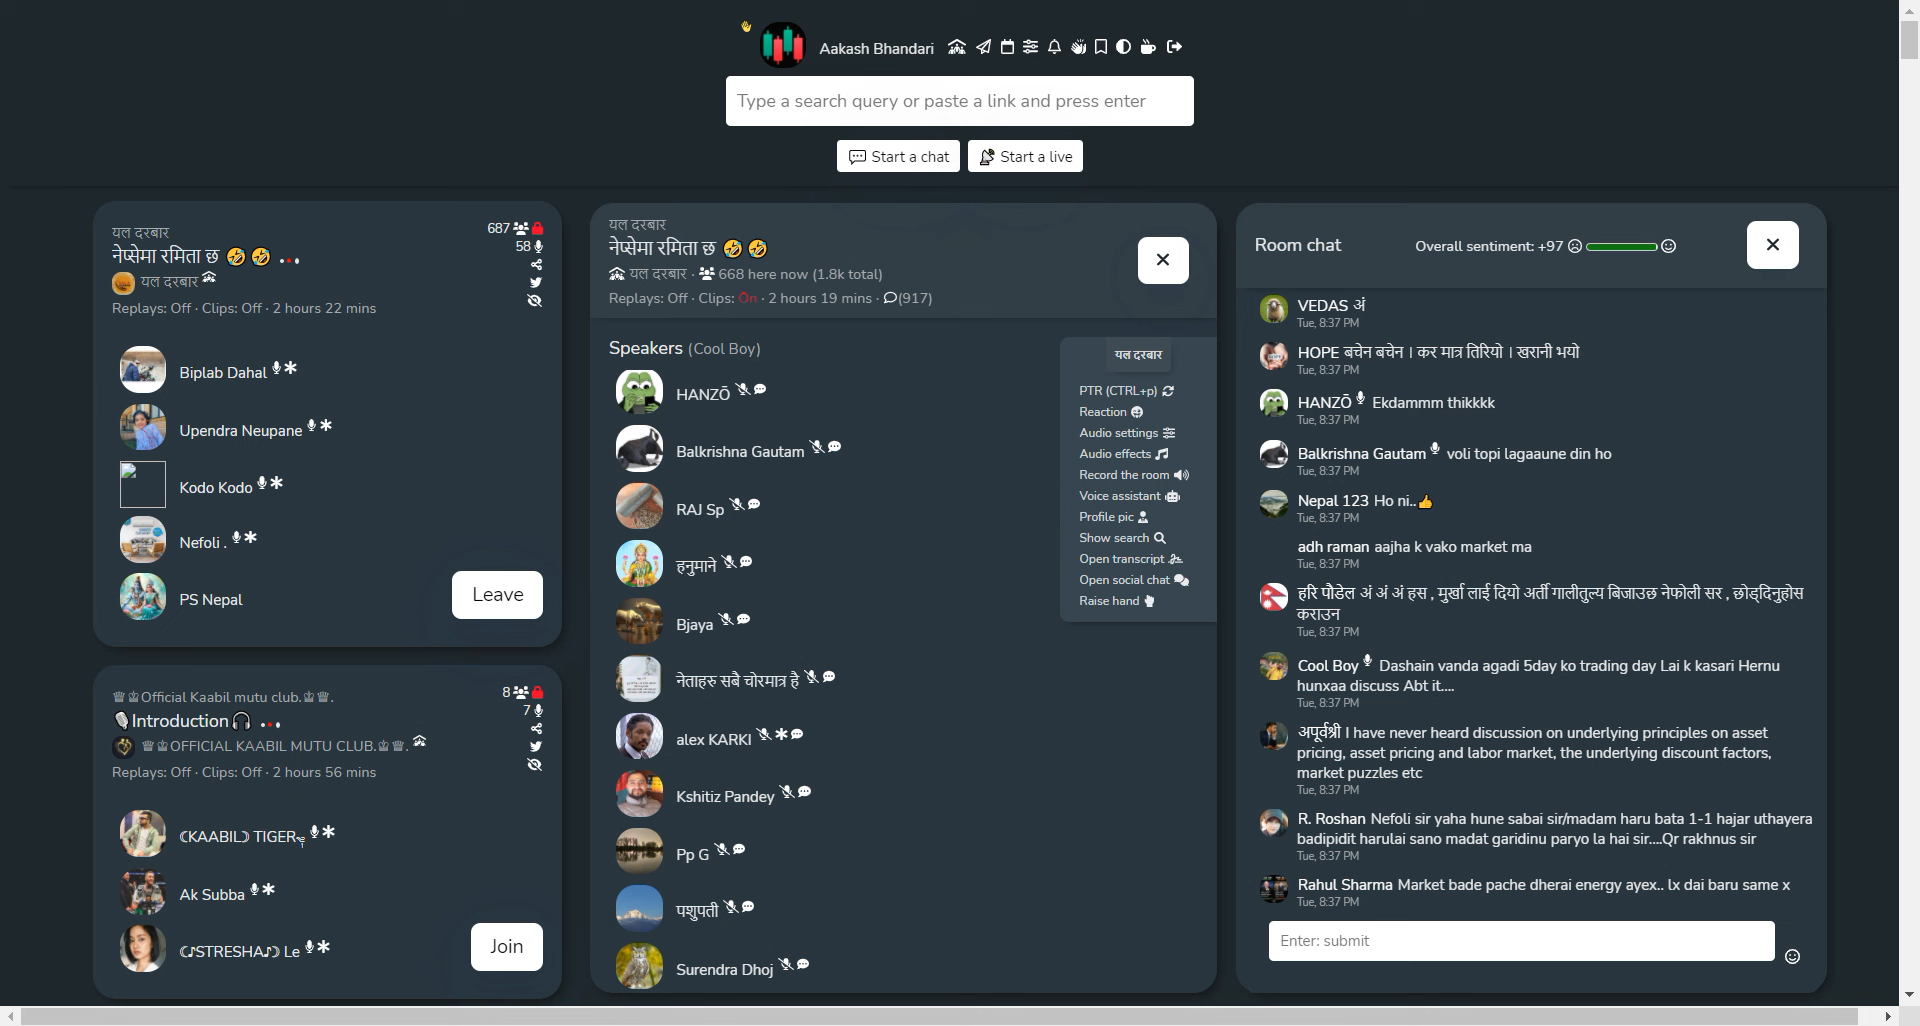 Aakash Bhandari
Type a search query or paste a link and press enter
Start a chat
Start a live
यल दरबार
687
नेप्सेमा रमिता छ 🤣 🤣
58
यल दरबार
Replays: Off · Clips: Off · 2 hours 22 mins
Biplab Dahal
Upendra Neupane
Kodo Kodo
Nefoli .
PS Nepal
Leave
♕♔Official Kaabil mutu club.♔♕.
8
🎙Introduction🎧
7
♕♔OFFICIAL KAABIL MUTU CLUB.♔♕.
Replays: Off · Clips: Off · 2 hours 56 mins
☾KAABIL☽ TIGER
Ak Subba
☾♪STRESHA♪☽ Le
Join
यल दरबार
नेप्सेमा रमिता छ 🤣 🤣
यल दरबार · 668 here now (1.8k total)
Replays: Off · Clips: On · 2 hours 19 mins · (917)
Speakers (Cool Boy)
HANZŌ
Balkrishna Gautam
RAJ Sp
हनुमाने
Bjaya
नेताहरु सबै चोरमात्र है
alex KARKI
Kshitiz Pandey
Pp G
पशुपती
Surendra Dhoj
यल दरबार
PTR (CTRL+p)
Reaction
Audio settings
Audio effects
Record the room
Voice assistant
Profile pic
Show search
Open transcript
Open social chat
Raise hand
Room chat
Overall sentiment: +97
VEDAS अं
Tue, 8:37 PM
HOPE बचेन बचेन । कर मात्र तिरियो । खरानी भयो
Tue, 8:37 PM
HANZŌ Ekdammm thikkkk
Tue, 8:37 PM
Balkrishna Gautam voli topi lagaaune din ho
Tue, 8:37 PM
Nepal 123 Ho ni..👍
Tue, 8:37 PM
adh raman aajha k vako market ma
Tue, 8:37 PM
हरि पौडेल अं अं अं हस , मुर्खा लाई दियो अर्ती गालीतुल्य बिजाउछ नेफोली सर , छोड्दिनुहोस
कराउन
Tue, 8:37 PM
Cool Boy Dashain vanda agadi 5day ko trading day Lai k kasari Hernu
hunxaa discuss Abt it....
Tue, 8:37 PM
अपूर्वश्री I have never heard discussion on underlying principles on asset
pricing, asset pricing and labor market, the underlying discount factors,
market puzzles etc
Tue, 8:37 PM
R. Roshan Nefoli sir yaha hune sabai sir/madam haru bata 1-1 hajar uthayera
badipidit harulai sano madat garidinu paryo la hai sir....Qr rakhnus sir
Tue, 8:37 PM
Rahul Sharma Market bade pache dherai energy ayex.. lx dai baru same x
Tue, 8:37 PM
Enter: submit